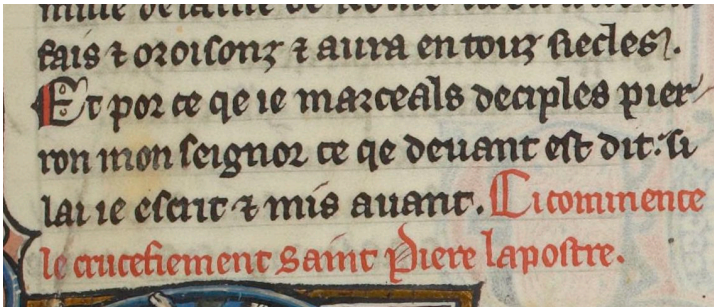 fais ⁊ oroisonz ⁊ aura en touz siecles.
Et por ce qe ie marceals deciples pier
ron mon seignor ce qe deuant est dit: si
lai ie escrit ⁊ mis auant. Ci commence
le crucefiement saint Piere lapostre.